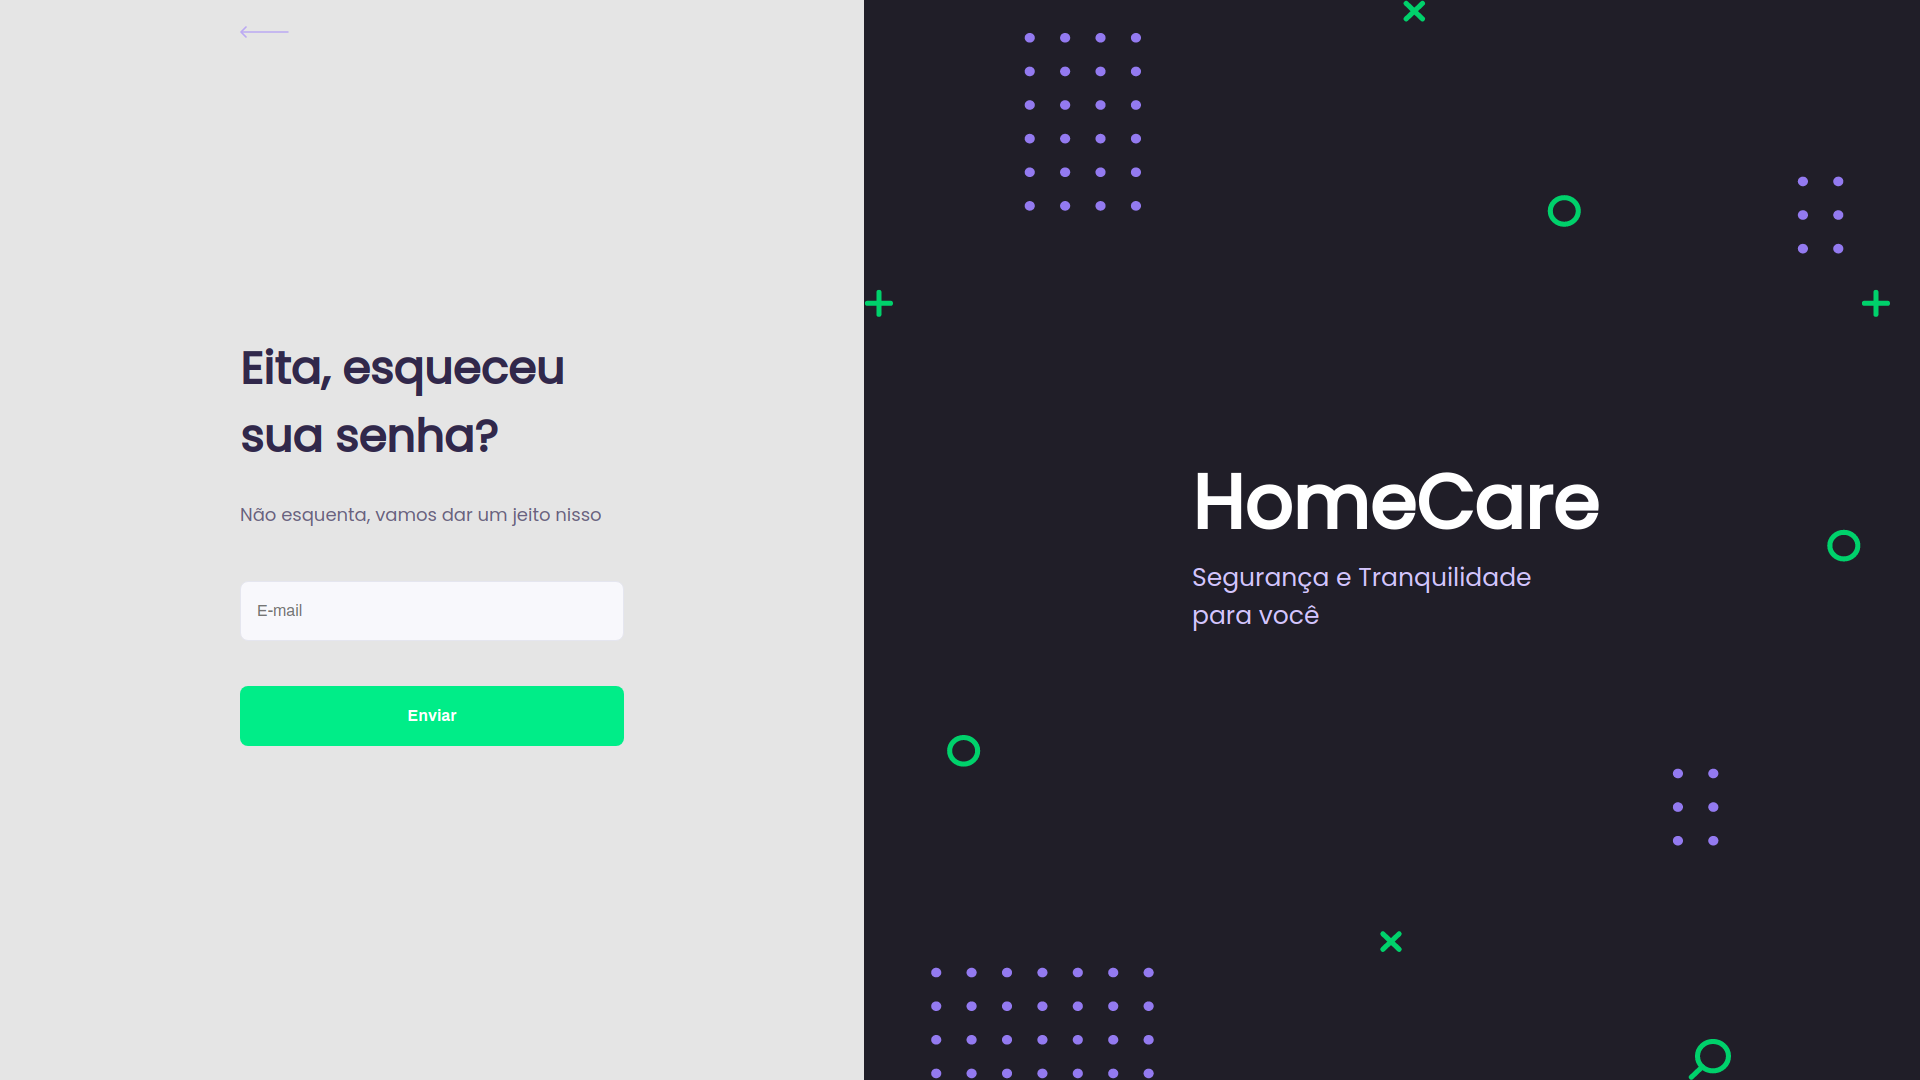 Eita, esqueceu
sua senha?
Não esquenta, vamos dar um jeito nisso
E-mail
Enviar
HomeCare
Segurança e Tranquilidade
para você